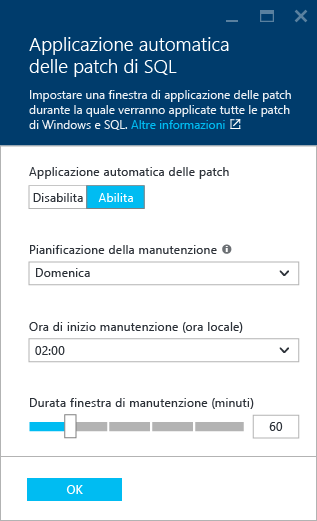 Applicazione automatica
delle patch di SQL
Impostare una finestra di applicazione delle patch
durante la quale verranno applicate tutte le patch
di Windows e SQL. Altre informazioni
Applicazione automatica delle patch
Disabilita Abilita
Pianificazione della manutenzione
Domenica
Ora di inizio manutenzione (ora locale)
02:00
Durata finestra di manutenzione (minuti)
60
OK